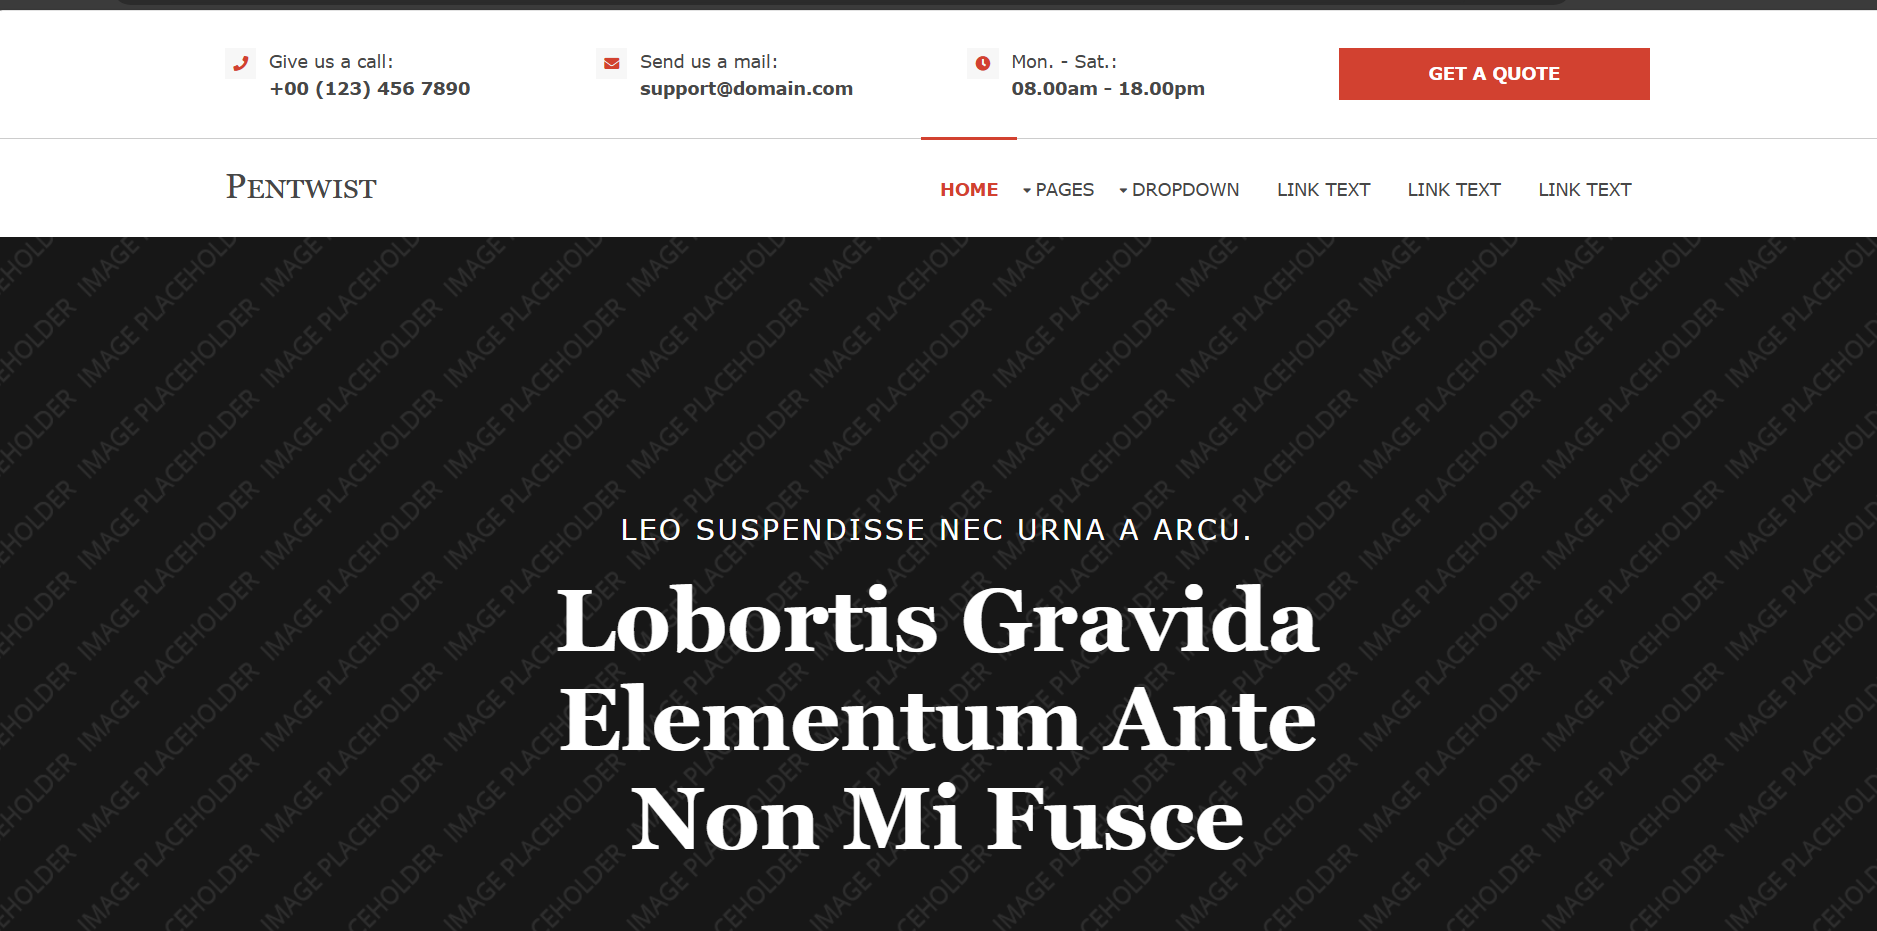 Give us a call:
+00 (123) 456 7890
Send us a mail:
support@domain.com
Mon. - Sat.:
08.00am - 18.00pm
GET A QUOTE
Pentwist
HOME PAGES DROPDOWN LINK TEXT LINK TEXT LINK TEXT
IMAGE PLACEHOLDER
LEO SUSPENDISSE NEC URNA A ARCU.
Lobortis Gravida
Elementum Ante
Non Mi Fusce